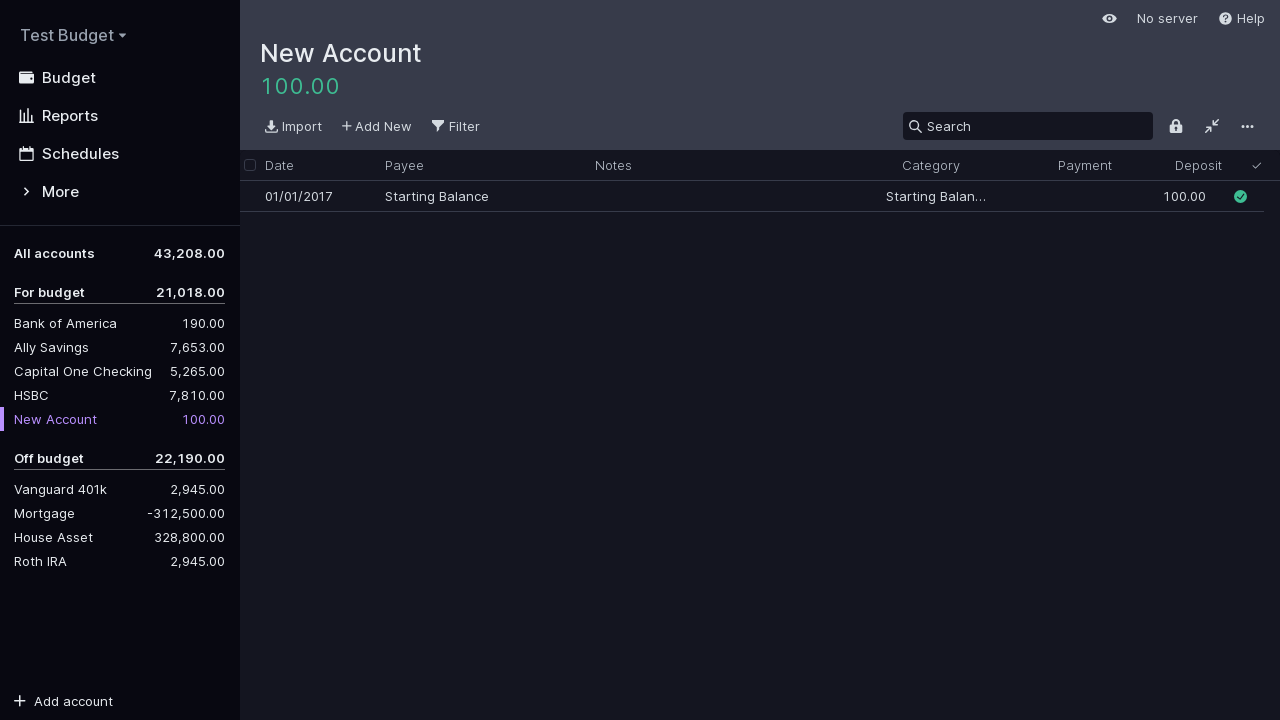 Test Budget
Budget
Reports
Schedules
More
All accounts 43,208.00
For budget 21,018.00
Bank of America 190.00
Ally Savings 7,653.00
Capital One Checking 5,265.00
HSBC 7,810.00
New Account 100.00
Off budget 22,190.00
Vanguard 401k 2,945.00
Mortgage -312,500.00
House Asset 328,800.00
Roth IRA 2,945.00
Add account
No server Help
New Account
100.00
Import Add New Filter Search
Date Payee Notes Category Payment Deposit
01/01/2017 Starting Balance Starting Balan… 100.00